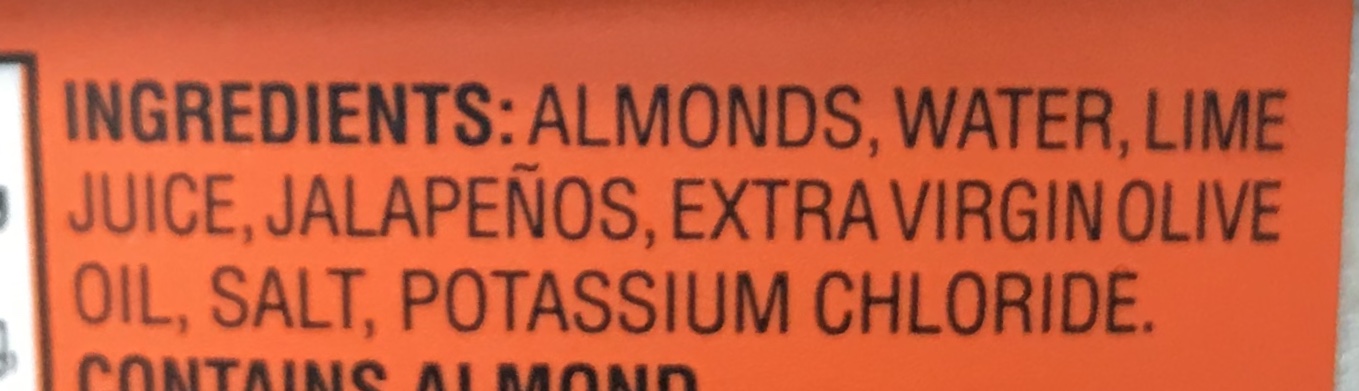 INGREDIENTS: ALMONDS, WATER, LIME
JUICE, JALAPEÑOS, EXTRA VIRGIN OLIVE
OIL, SALT, POTASSIUM CHLORIDE.
CONTAINS ALMOND